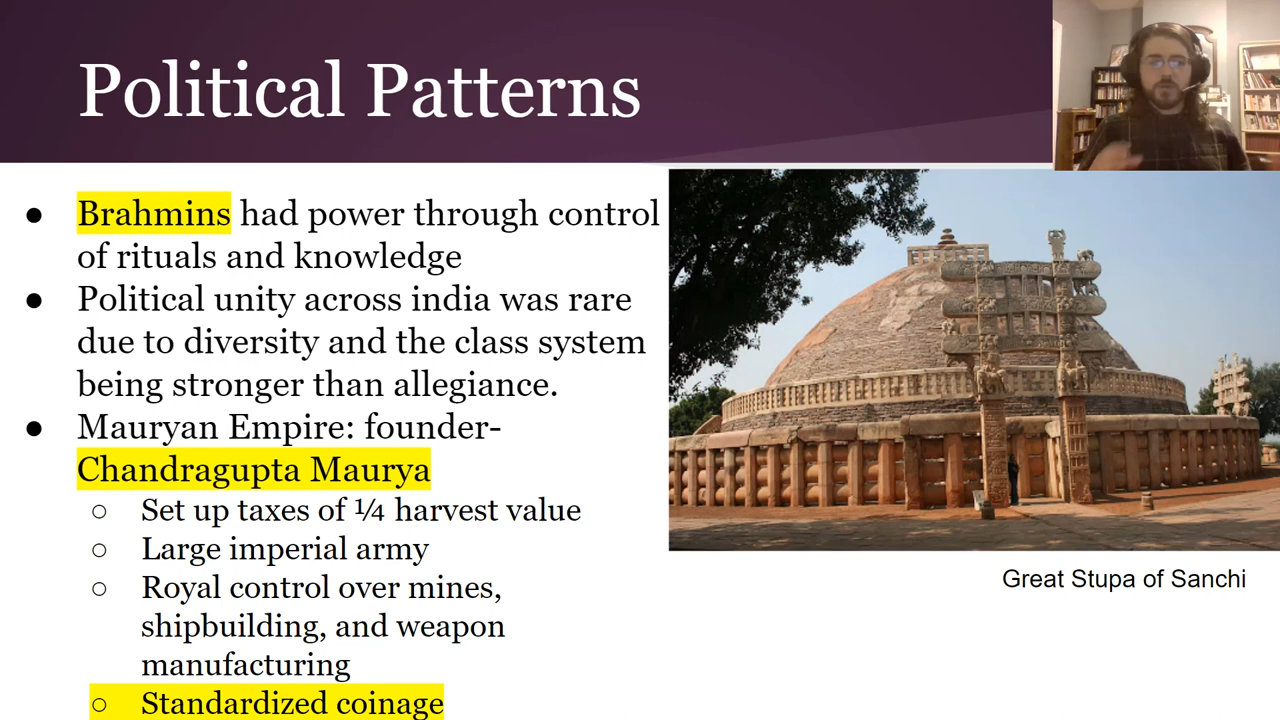 Political Patterns
● Brahmins had power through control
of rituals and knowledge
● Political unity across india was rare
due to diversity and the class system
being stronger than allegiance.
● Mauryan Empire: founder-
Chandragupta Maurya
○ Set up taxes of ¼ harvest value
○ Large imperial army
○ Royal control over mines,
shipbuilding, and weapon
manufacturing
○ Standardized coinage
Great Stupa of Sanchi